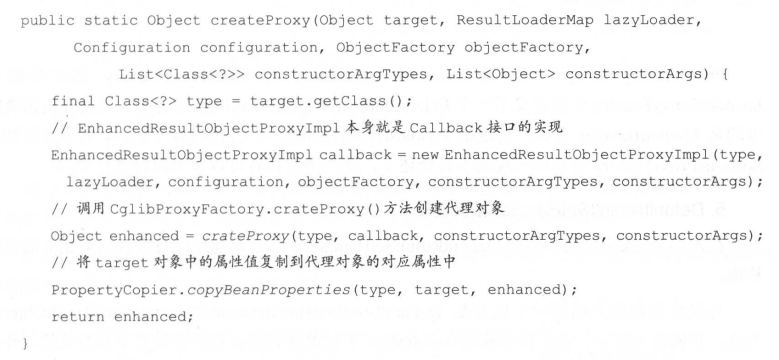 public static Object createProxy(Object target, ResultLoaderMap lazyLoader,
Configuration configuration, ObjectFactory objectFactory,
List<Class<?>> constructorArgTypes, List<Object> constructorArgs) {
final Class<?> type = target.getClass();
// EnhancedResultObjectProxyImpl 本身就是 Callback 接口的实现
EnhancedResultObjectProxyImpl callback = new EnhancedResultObjectProxyImpl(type,
lazyLoader, configuration, objectFactory, constructorArgTypes, constructorArgs);
// 调用 CglibProxyFactory.crateProxy()方法创建代理对象
Object enhanced = crateProxy(type, callback, constructorArgTypes, constructorArgs);
// 将 target 对象中的属性值复制到代理对象的对应属性中
PropertyCopier.copyBeanProperties(type, target, enhanced);
return enhanced;
}